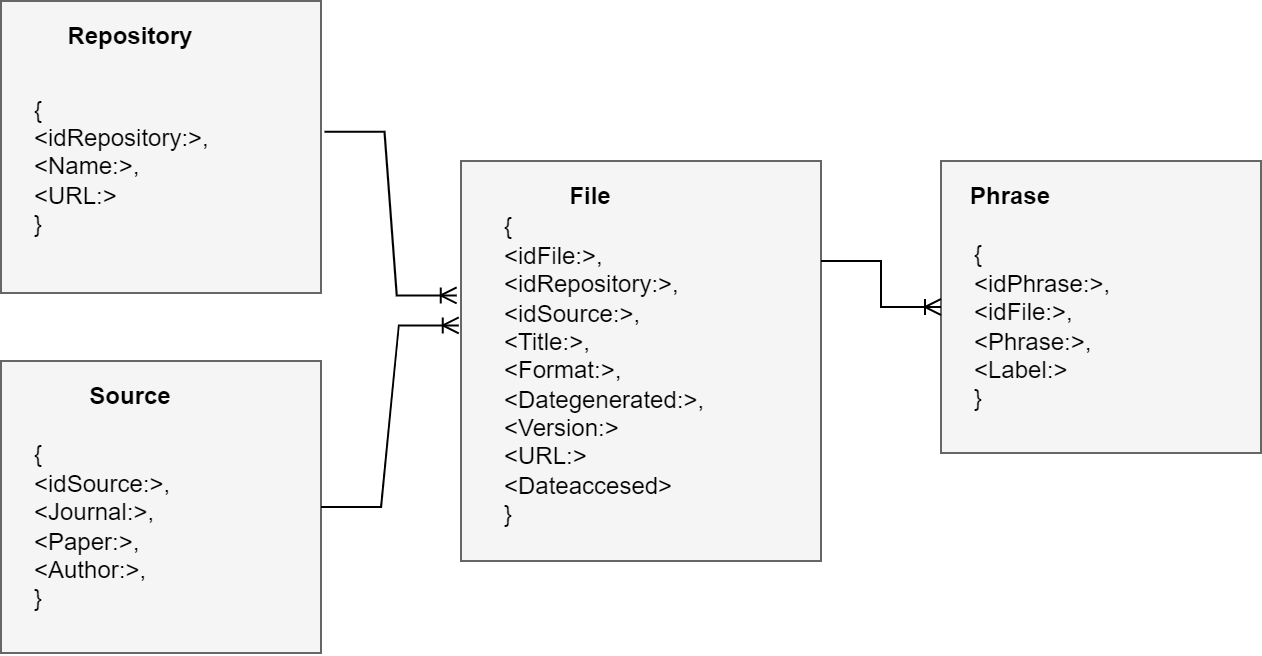 Repository
{
<idRepository:>,
<Name:>,
<URL:>
}
Source
{
<idSource:>,
<Journal:>,
<Paper:>,
<Author:>,
}
File
{
<idFile:>,
<idRepository:>,
<idSource:>,
<Title:>,
<Format:>,
<Dategenerated:>,
<Version:>
<URL:>
<Dateaccesed>
}
Phrase
{
<idPhrase:>,
<idFile:>,
<Phrase:>,
<Label:>
}